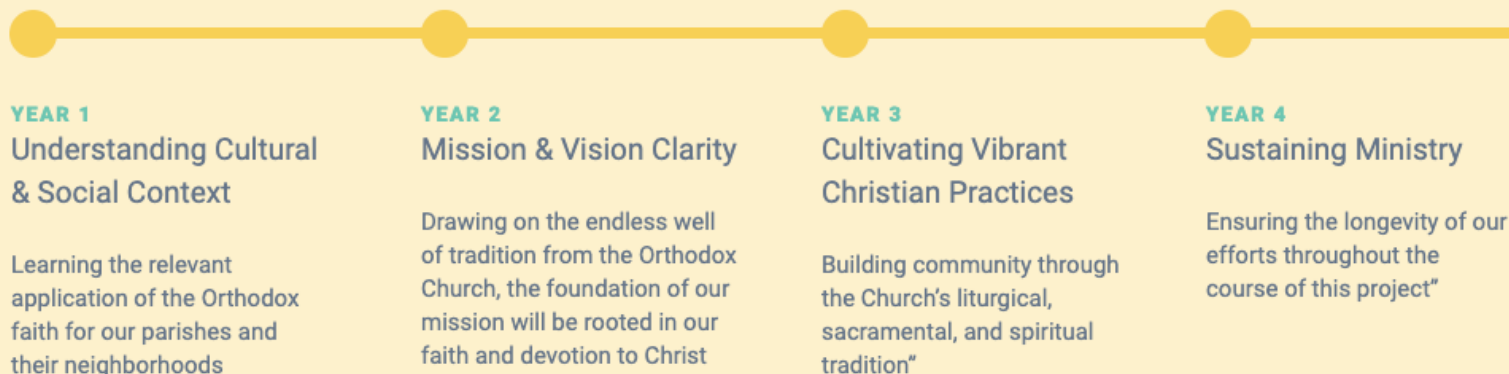 YEAR 1
Understanding Cultural
& Social Context
Learning the relevant
application of the Orthodox
faith for our parishes and
their neighborhoods
YEAR 2
Mission & Vision Clarity
Drawing on the endless well
of tradition from the Orthodox
Church, the foundation of our
mission will be rooted in our
faith and devotion to Christ
YEAR 3
Cultivating Vibrant
Christian Practices
Building community through
the Church‘s liturgical,
sacramental, and spiritual
tradition”
YEAR 4
Sustaining Ministry
Ensuring the longevity of our
efforts throughout the
course of this project”